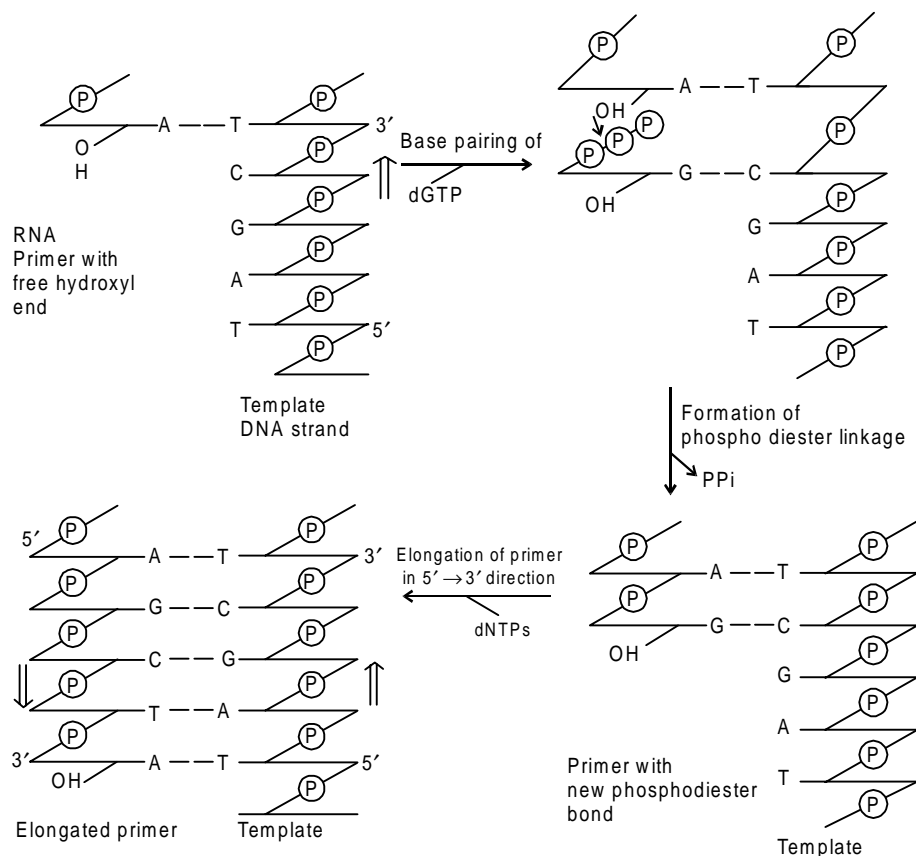 P
P
P
P
OH
A — — T
P
P
P
P
A — — T
3′
O
H
P
C
Base pairing of
dGTP
G — — C
OH
P
G
P
G
RNA
Primer with
free hydroxyl
end
P
A
P
A
P
T
5′
P
T
P
P
Template
DNA strand
Formation of
phospho diester linkage
PPi
P
P
P
P
5′
A — — T
3′
Elongation of primer
in 5′ → 3′ direction
A — — T
P
P
P
P
G — — C
dNTPs
G — — C
OH
P
P
P
C — — G
G
P
P
P
T — — A
A
P
P
P
3′
A — — T
5′
OH
T
P
P
Primer with
new phosphodiester
bond
Elongated primer
Template
Template